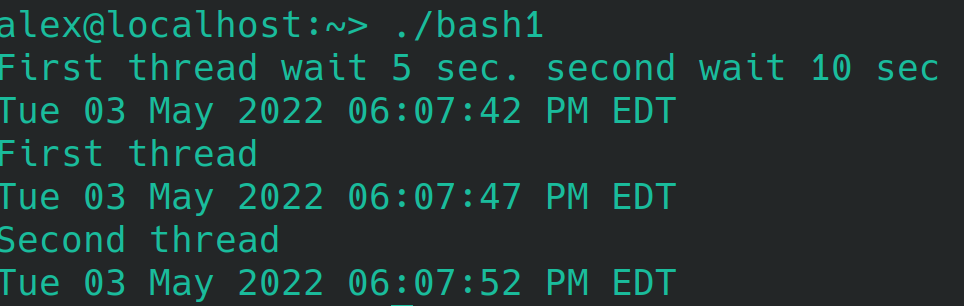 alex@localhost:~> ./bash1
First thread wait 5 sec. second wait 10 sec
Tue 03 May 2022 06:07:42 PM EDT
First thread
Tue 03 May 2022 06:07:47 PM EDT
Second thread
Tue 03 May 2022 06:07:52 PM EDT